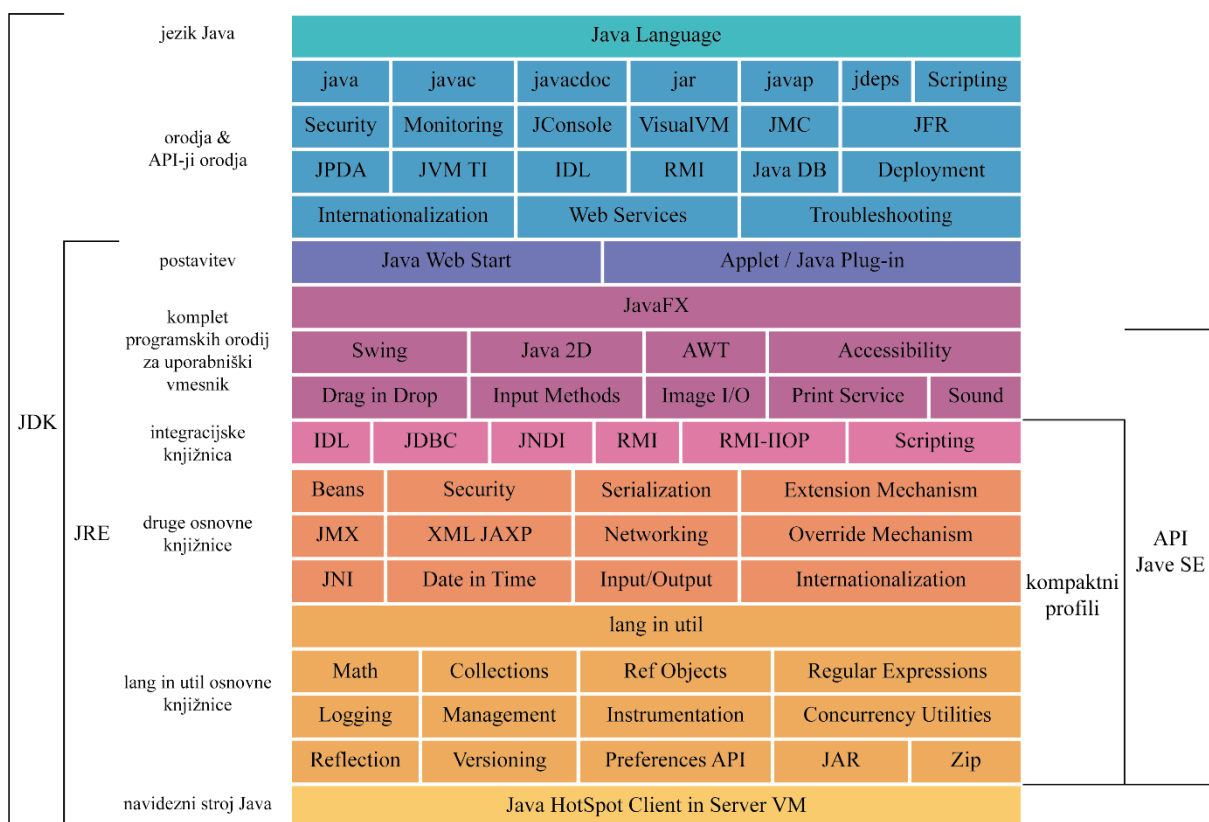 jezik Java
Java Language
java javac javacdoc jar javap jdeps Scripting
orodja &
API-ji orodja
Security Monitoring JConsole VisualVM JMC JFR
JPDA JVM TI IDL RMI Java DB Deployment
Internationalization Web Services Troubleshooting
postavitev
Java Web Start Applet / Java Plug-in
komplet
programskih orodij
za uporabniški
vmesnik
JavaFX
Swing Java 2D AWT Accessibility
Drag in Drop Input Methods Image I/O Print Service Sound
JDK
integracijske
knjižnica
IDL JDBC JNDI RMI RMI-IIOP Scripting
JRE
druge osnovne
knjižnice
Beans Security Serialization Extension Mechanism
JMX XML JAXP Networking Override Mechanism
JNI Date in Time Input/Output Internationalization
API
Jave SE
kompaktni
profili
lang in util
lang in util osnovne
knjižnice
Math Collections Ref Objects Regular Expressions
Logging Management Instrumentation Concurrency Utilities
Reflection Versioning Preferences API JAR Zip
navidezni stroj Java
Java HotSpot Client in Server VM